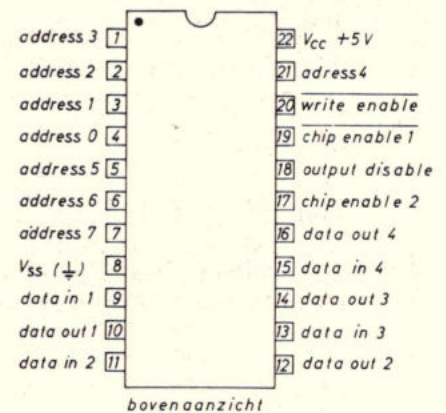 address 3 1
address 2 2
address 1 3
address 0 4
address 5 5
address 6 6
address 7 7
Vss (⏚) 8
data in 1 9
data out 1 10
data in 2 11
22 Vcc +5V
21 adress4
20 write enable
19 chip enable 1
18 output disable
17 chip enable 2
16 data out 4
15 data in 4
14 data out 3
13 data in 3
12 data out 2
bovenaanzicht